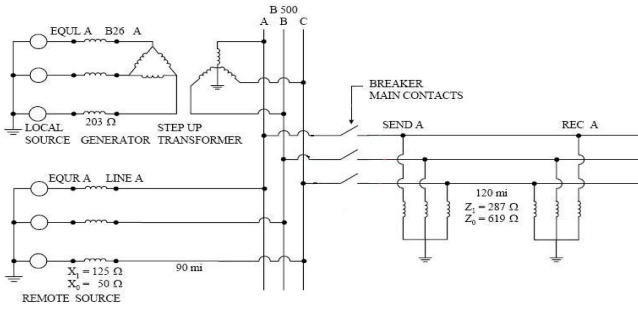 B 500
A B C
EQUL A B26 A
203 Ω
LOCAL SOURCE
GENERATOR
STEP UP TRANSFORMER
BREAKER
MAIN CONTACTS
SEND A
REC A
120 mi
Z₁ = 287 Ω
Z₀ = 619 Ω
EQUR A LINE A
90 mi
X₁ = 125 Ω
X₀ = 50 Ω
REMOTE SOURCE